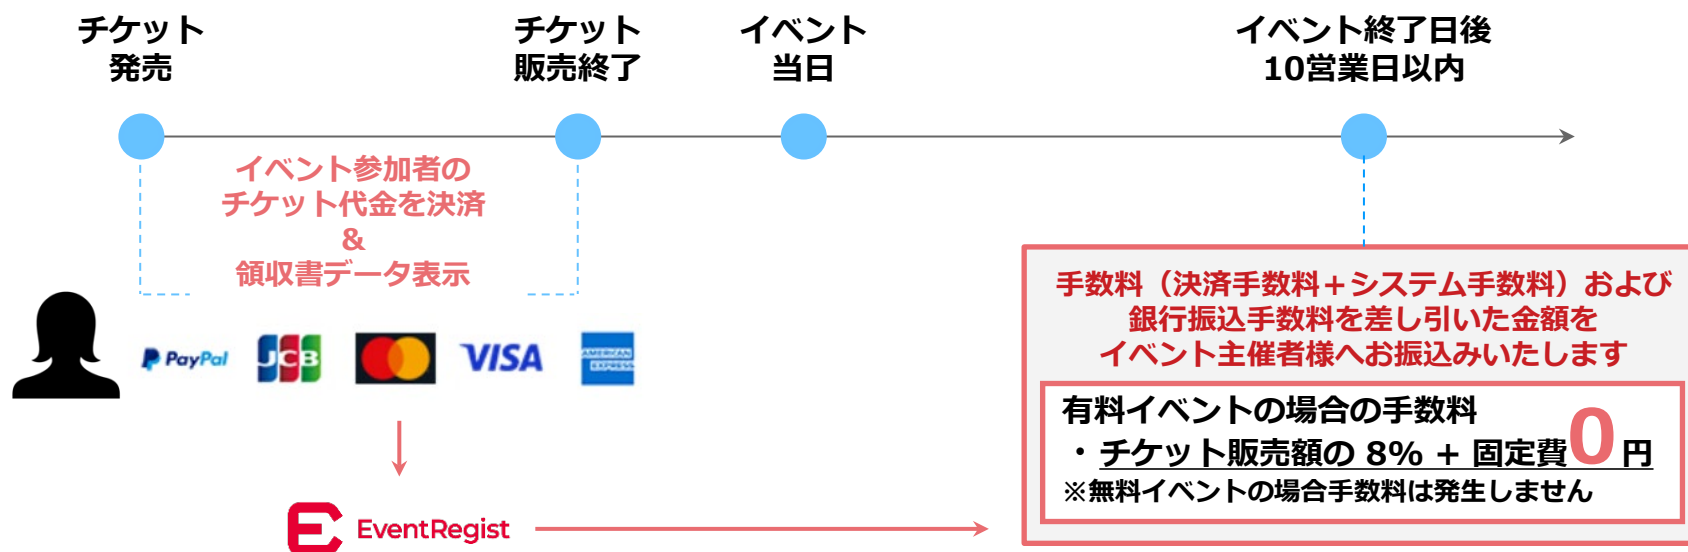 チケット
発売
チケット
販売終了
イベント
当日
イベント終了日後
10営業日以内
イベント参加者の
チケット代金を決済
&
領収書データ表示
PayPal
JCB
VISA
AMERICAN
EXPRESS
EventRegist
手数料（決済手数料＋システム手数料）および
銀行振込手数料を差し引いた金額を
イベント主催者様へお振込みいたします
有料イベントの場合の手数料
・チケット販売額の 8% + 固定費0円
※無料イベントの場合手数料は発生しません